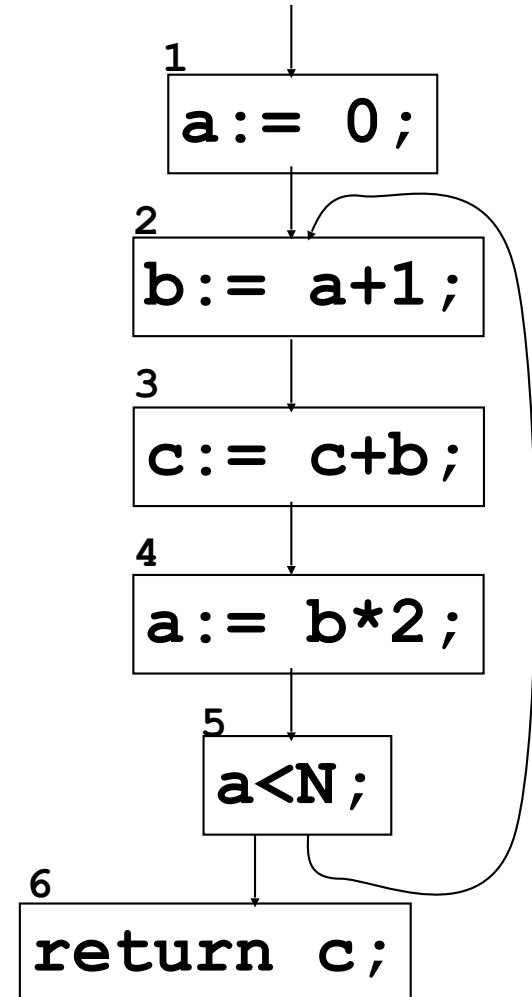 1
a:= 0;
2
b:= a+1;
3
c:= c+b;
4
a:= b*2;
5
a<N;
6
return c;